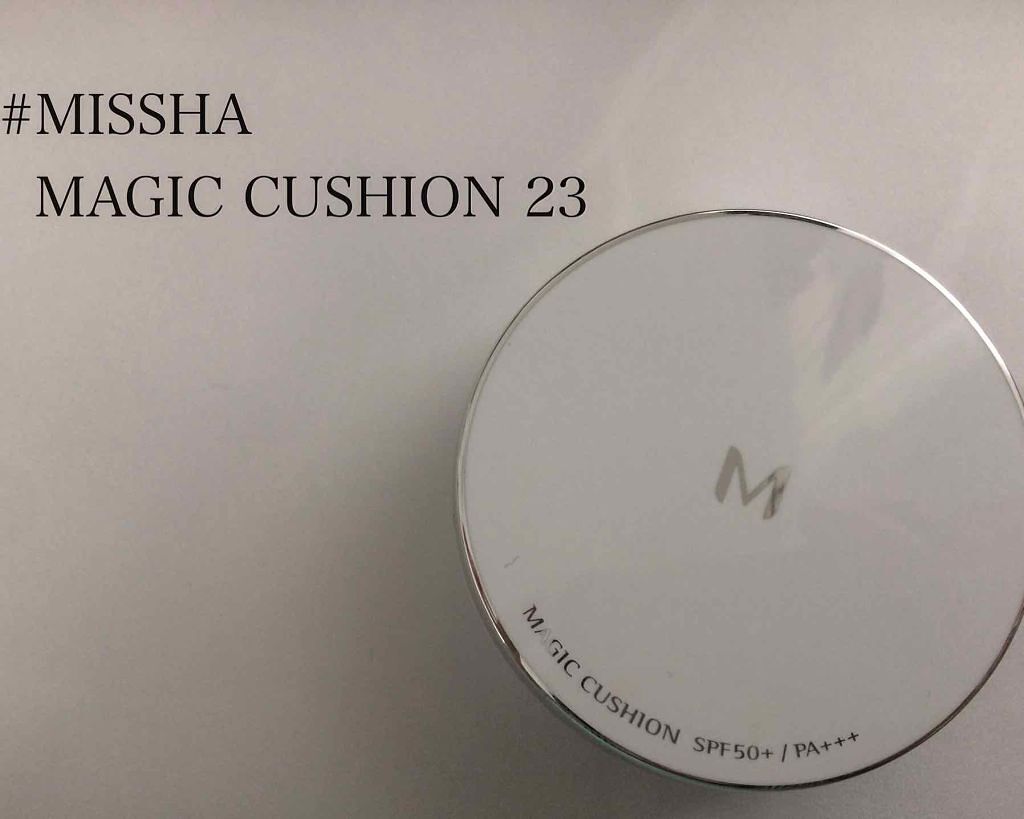 #MISSHA
MAGIC CUSHION 23
M
MAGIC CUSHION SPF50+ / PA+++